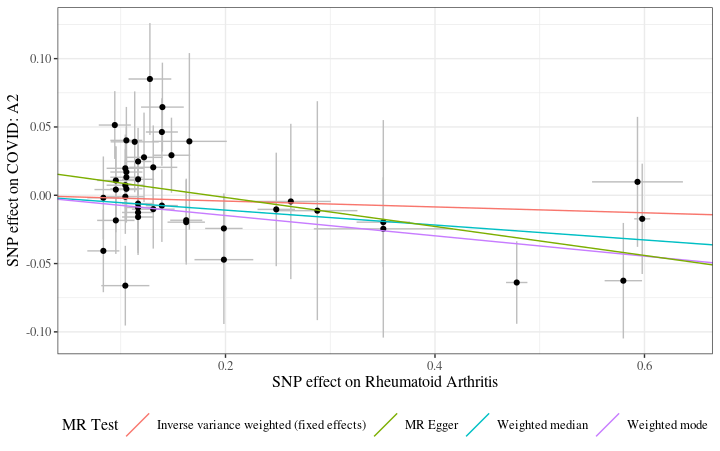 0.10
0.05
0.00
-0.05
-0.10
SNP effect on COVID: A2
0.2
0.4
0.6
SNP effect on Rheumatoid Arthritis
MR Test
Inverse variance weighted (fixed effects)
MR Egger
Weighted median
Weighted mode